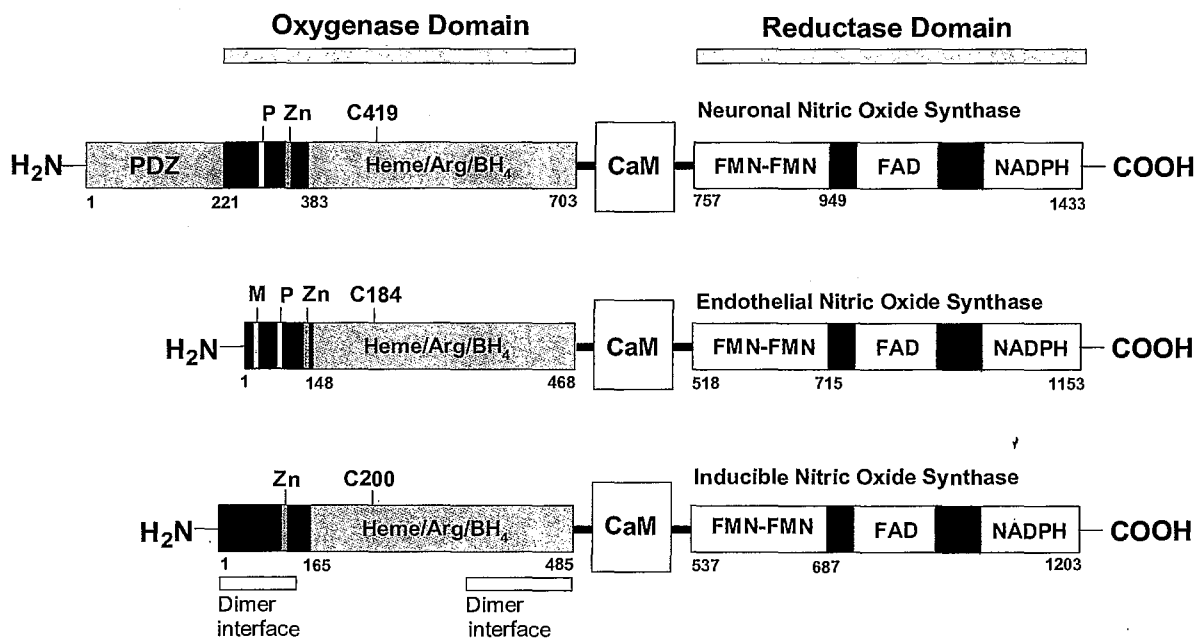 Oxygenase Domain Reductase Domain
P Zn C419 Neuronal Nitric Oxide Synthase
H₂N PDZ Heme/Arg/BH₄ CaM FMN-FMN FAD NADPH COOH
1 221 383 703 757 949 1433
M P Zn C184 Endothelial Nitric Oxide Synthase
H₂N Heme/Arg/BH₄ CaM FMN-FMN FAD NADPH COOH
1 148 468 518 715 1153
Zn C200 Inducible Nitric Oxide Synthase
H₂N Heme/Arg/BH₄ CaM FMN-FMN FAD NADPH COOH
1 165 485 537 687 1203
Dimer Dimer
interface interface